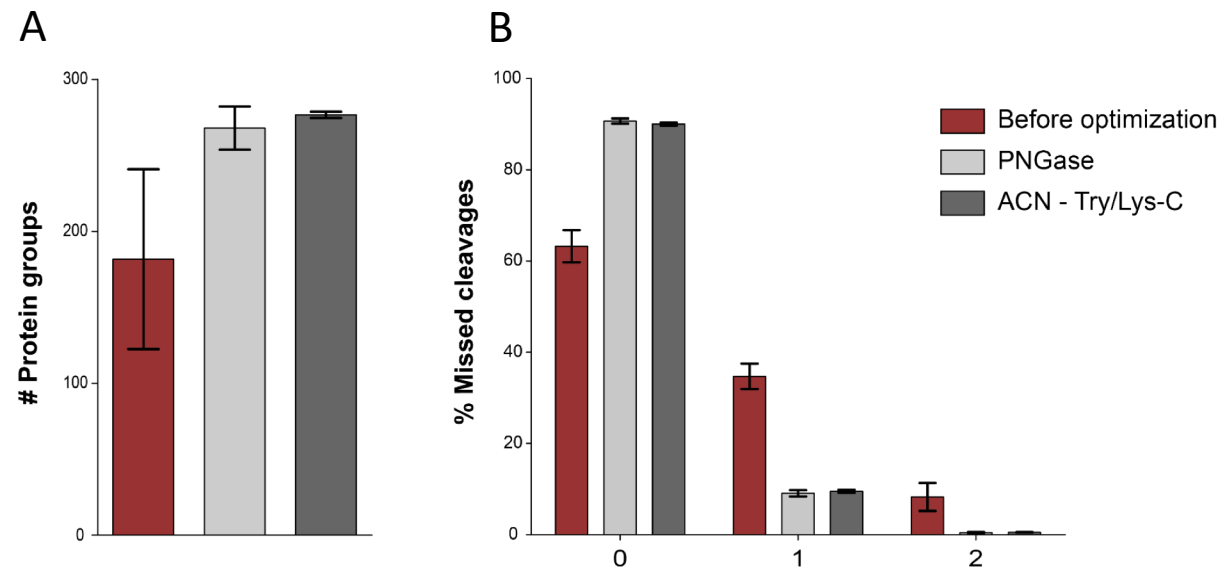 A
# Protein groups
300
200
100
0
B
% Missed cleavages
100
80
60
40
20
0
0
1
2
Before optimization
PNGase
ACN - Try/Lys-C